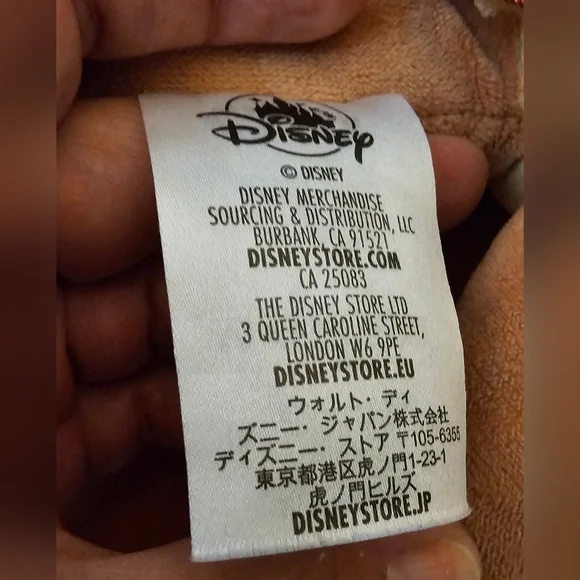 Disney
© DISNEY
DISNEY MERCHANDISE
SOURCING & DISTRIBUTION, LLC
BURBANK, CA 91521
DISNEYSTORE.COM
CA 25083
THE DISNEY STORE LTD
3 QUEEN CAROLINE STREET,
LONDON W6 9PE
DISNEYSTORE.EU
ウォルト・ディ
ズニー・ジャパン株式会社
ディズニー・ストア 〒105-6355
東京都港区虎ノ門1-23-1
虎ノ門ヒルズ
DISNEYSTORE.JP